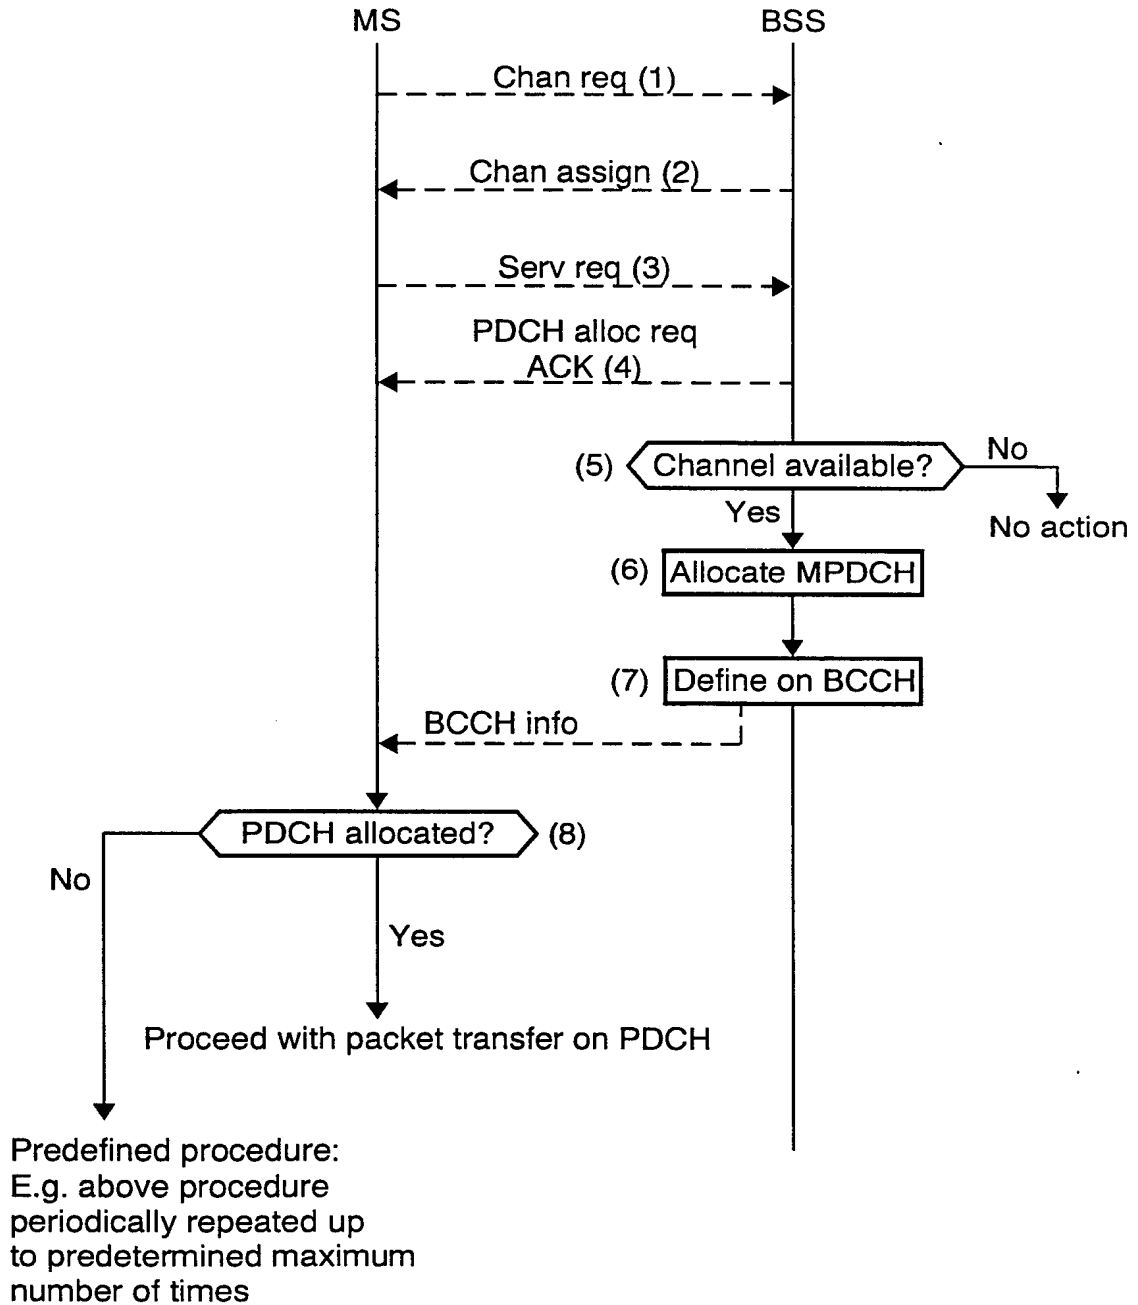 MS
BSS
Chan req (1)
Chan assign (2)
Serv req (3)
PDCH alloc req
ACK (4)
(5)
Channel available?
No
Yes
No action
(6)
Allocate MPDCH
(7)
Define on BCCH
BCCH info
PDCH allocated?
(8)
No
Yes
Proceed with packet transfer on PDCH
Predefined procedure:
E.g. above procedure
periodically repeated up
to predetermined maximum
number of times